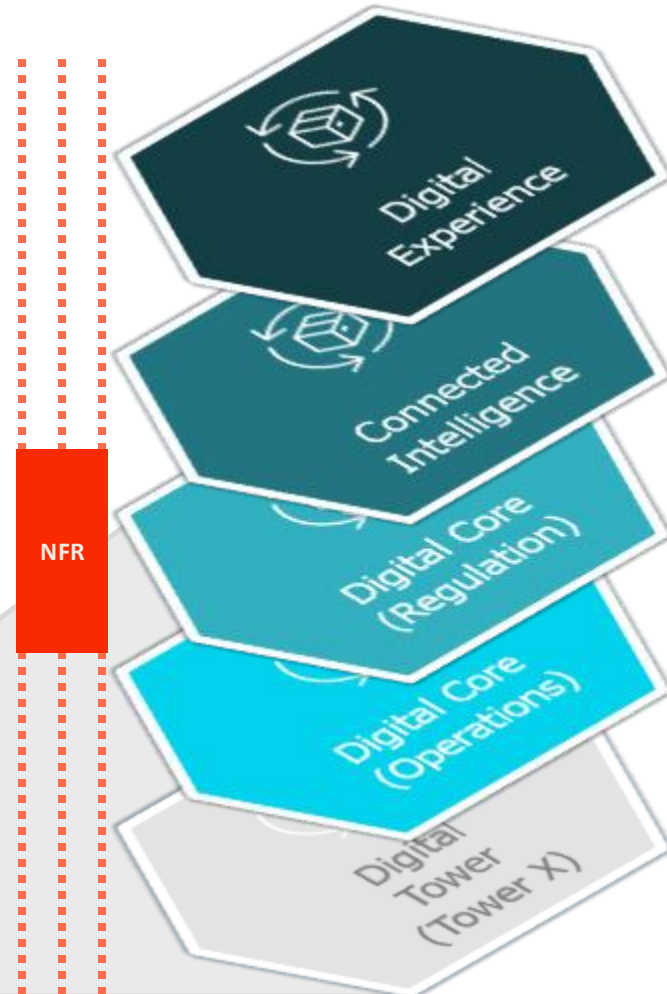 Digital
Experience
Connected
Intelligence
Digital Core
(Regulation)
NFR
Digital Core
(Operations)
Digital
Tower
(Tower X)